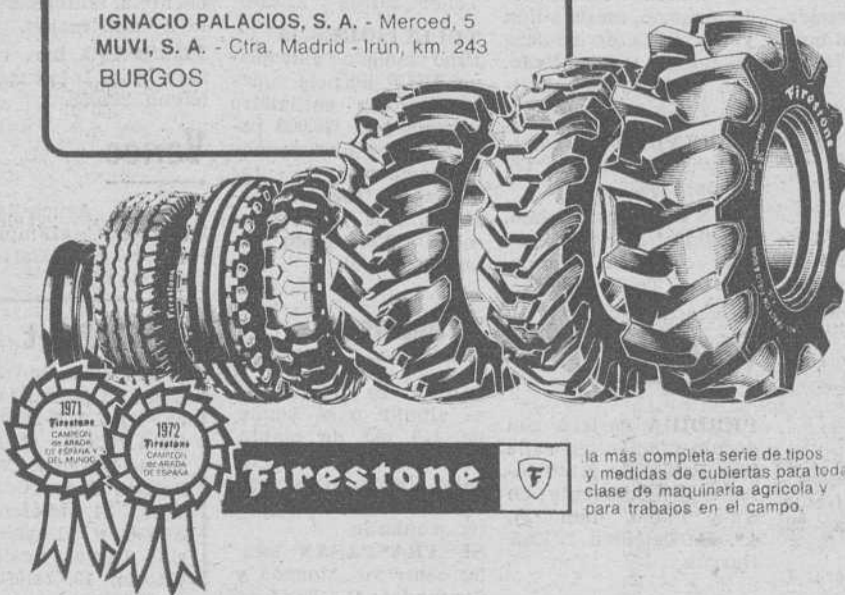 IGNACIO PALACIOS, S. A. - Merced, 5
MUVI, S. A. - Ctra. Madrid - Irún, km. 243
BURGOS
Firestone
Firestone
1971
Firestone
CAMPEON
de ARADA
DE ESPAÑA Y
DEL MUNDO
1972
Firestone
CAMPEON
de ARADA
DE ESPAÑA
Firestone
F
la más completa serie de tipos
y medidas de cubiertas para toda
clase de maquinaria agrícola y
para trabajos en el campo.